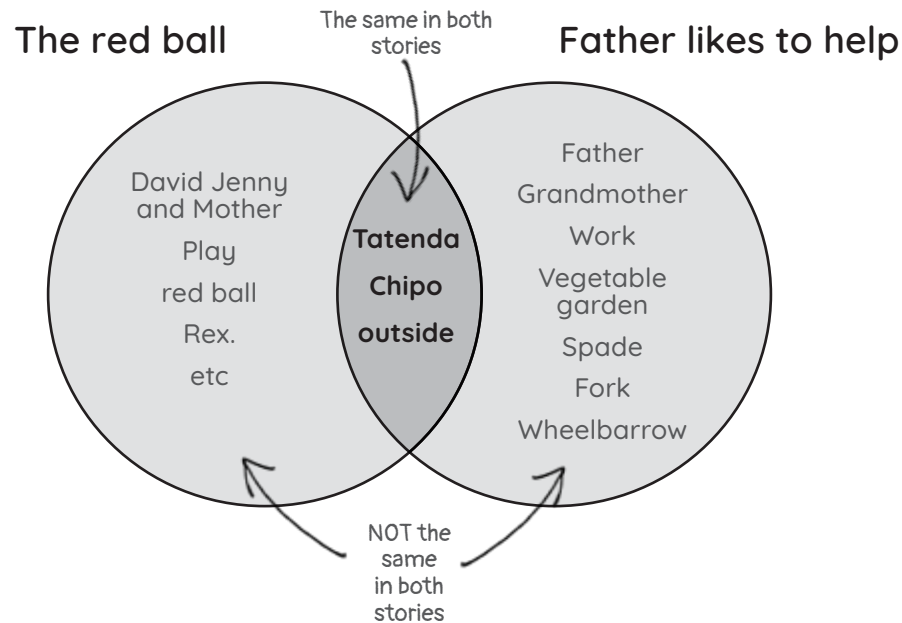 The red ball
The same in both
stories
Father likes to help
David Jenny
and Mother
Play
red ball
Rex.
etc
Tatenda
Chipo
outside
Father
Grandmother
Work
Vegetable
garden
Spade
Fork
Wheelbarrow
NOT the
same
in both
stories